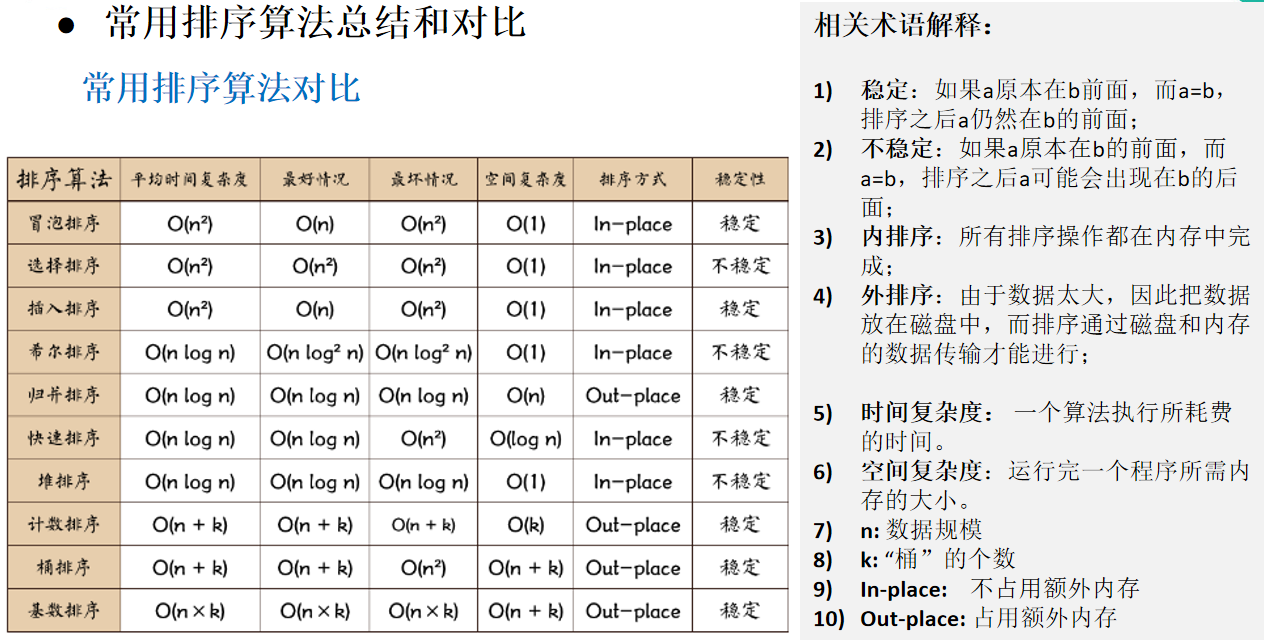 ● 常用排序算法总结和对比
常用排序算法对比
排序算法 平均时间复杂度 最好情况 最坏情况 空间复杂度 排序方式 稳定性
冒泡排序 O(n²) O(n) O(n²) O(1) In-place 稳定
选择排序 O(n²) O(n²) O(n²) O(1) In-place 不稳定
插入排序 O(n²) O(n) O(n²) O(1) In-place 稳定
希尔排序 O(n log n) O(n log² n) O(n log² n) O(1) In-place 不稳定
归并排序 O(n log n) O(n log n) O(n log n) O(n) Out-place 稳定
快速排序 O(n log n) O(n log n) O(n²) O(log n) In-place 不稳定
堆排序 O(n log n) O(n log n) O(n log n) O(1) In-place 不稳定
计数排序 O(n + k) O(n + k) O(n + k) O(k) Out-place 稳定
桶排序 O(n + k) O(n + k) O(n²) O(n + k) Out-place 稳定
基数排序 O(n×k) O(n×k) O(n×k) O(n + k) Out-place 稳定
相关术语解释：
1) 稳定：如果a原本在b前面，而a=b，
排序之后a仍然在b的前面；
2) 不稳定：如果a原本在b的前面，而
a=b，排序之后a可能会出现在b的后
面；
3) 内排序：所有排序操作都在内存中完
成；
4) 外排序：由于数据太大，因此把数据
放在磁盘中，而排序通过磁盘和内存
的数据传输才能进行；
5) 时间复杂度： 一个算法执行所耗费
的时间。
6) 空间复杂度：运行完一个程序所需内
存的大小。
7) n: 数据规模
8) k: “桶”的个数
9) In-place: 不占用额外内存
10) Out-place: 占用额外内存